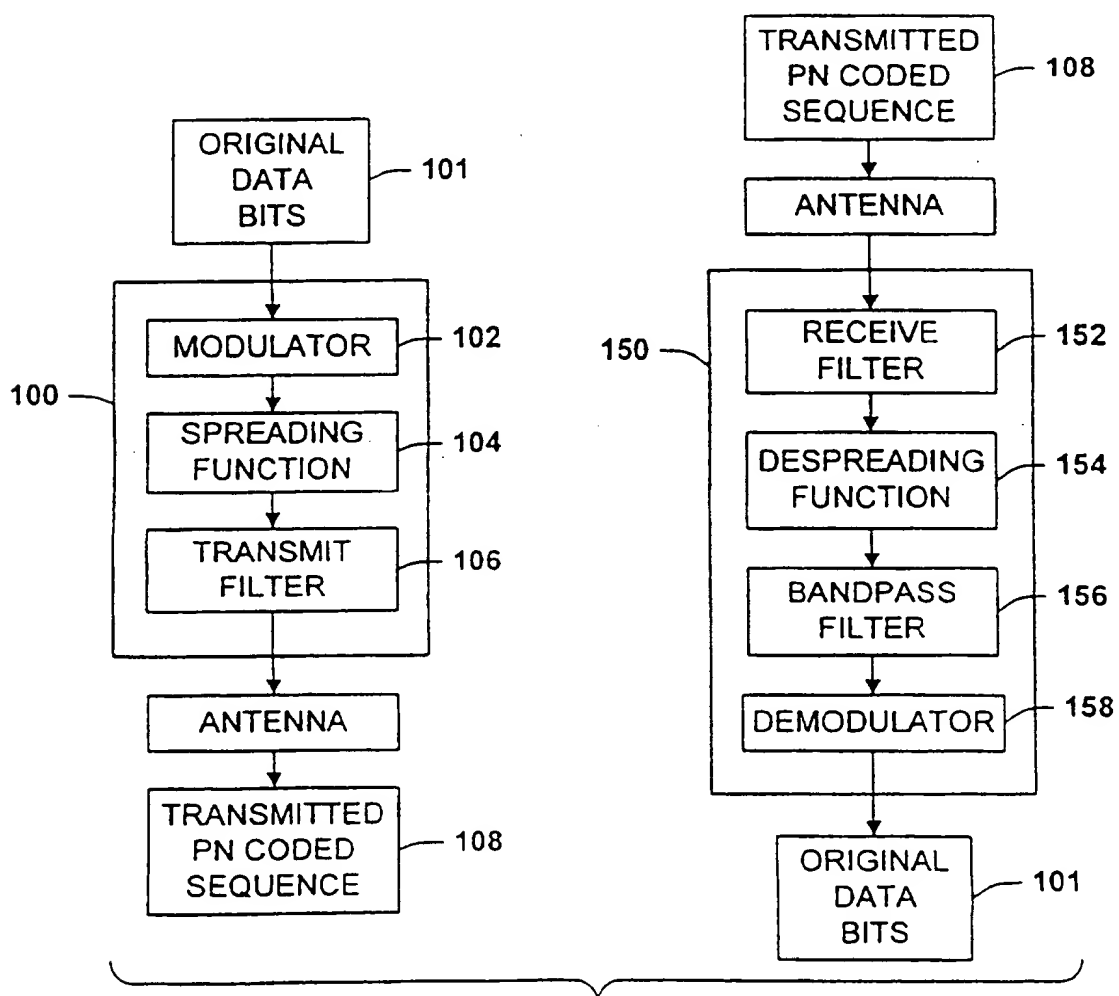 ORIGINAL
DATA
BITS
101
100
MODULATOR
102
SPREADING
FUNCTION
104
TRANSMIT
FILTER
106
ANTENNA
TRANSMITTED
PN CODED
SEQUENCE
108
TRANSMITTED
PN CODED
SEQUENCE
108
ANTENNA
150
RECEIVE
FILTER
152
DESPREADING
FUNCTION
154
BANDPASS
FILTER
156
DEMODULATOR
158
ORIGINAL
DATA
BITS
101